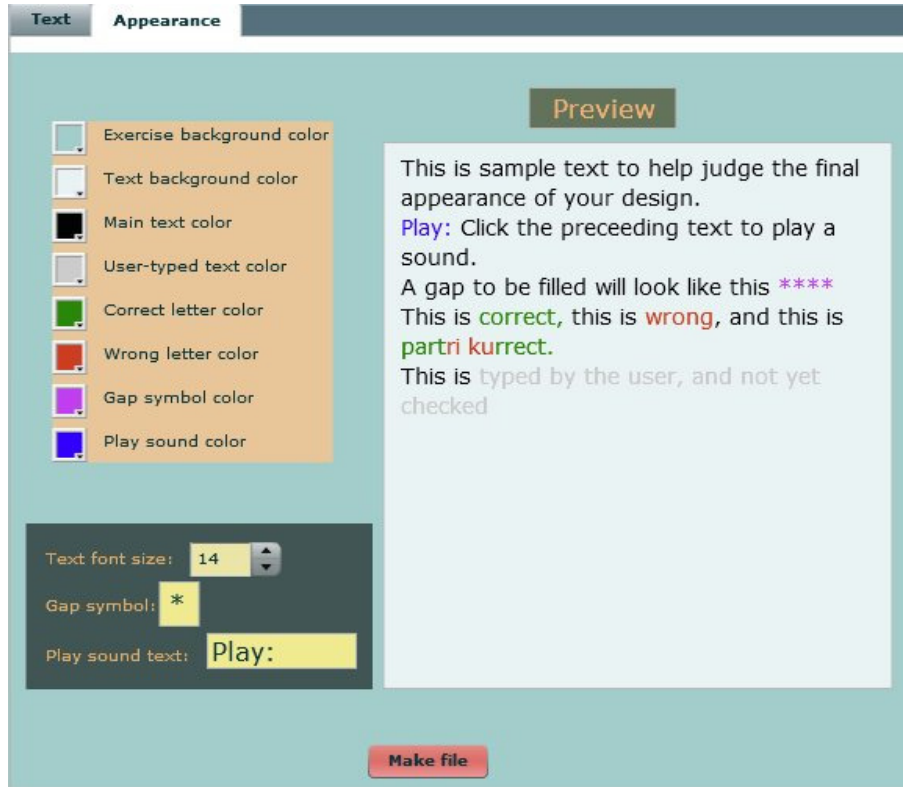 Text
Appearance
Exercise background color
Text background color
Main text color
User-typed text color
Correct letter color
Wrong letter color
Gap symbol color
Play sound color
Text font size: 14
Gap symbol: *
Play sound text: Play:
Preview
This is sample text to help judge the final
appearance of your design.
Play: Click the preceeding text to play a
sound.
A gap to be filled will look like this ****
This is correct, this is wrong, and this is
partri kurrect.
This is typed by the user, and not yet
checked
Make file